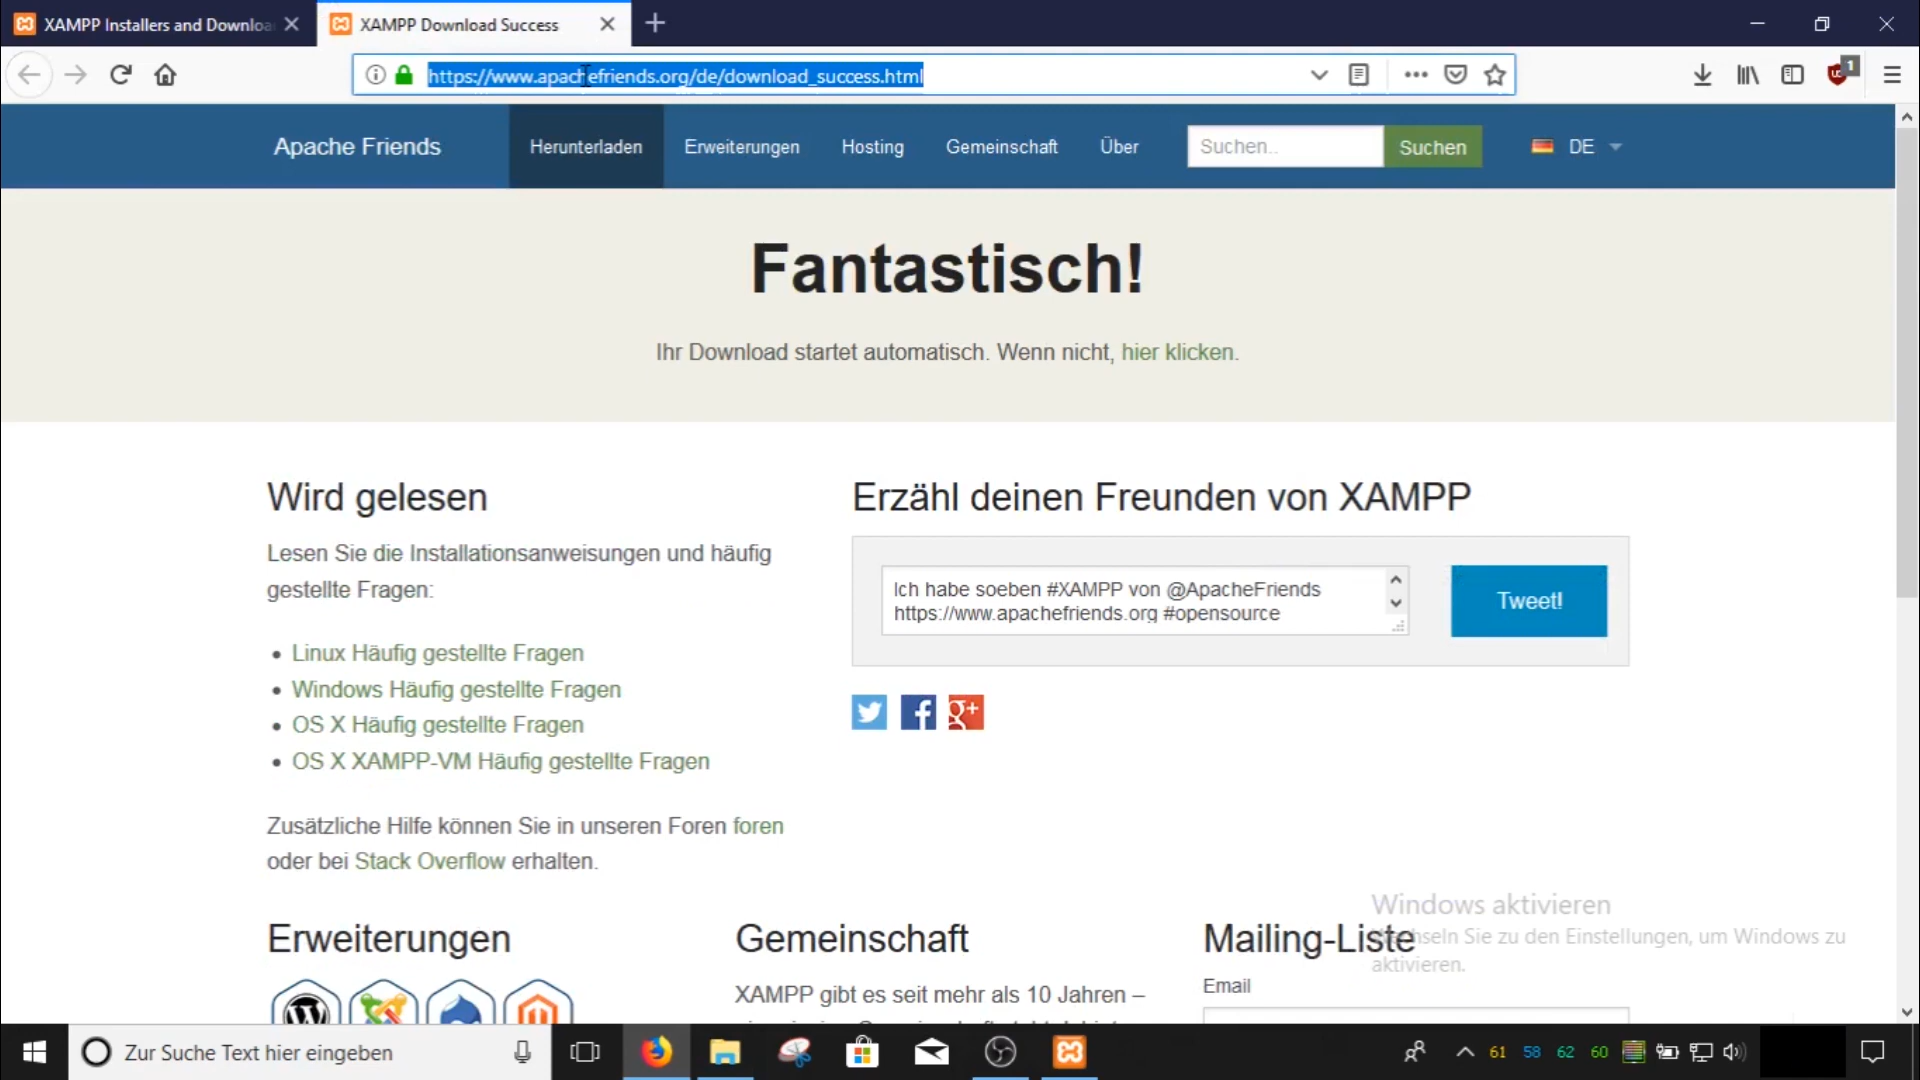 XAMPP Installers and Downloa
XAMPP Download Success
https://www.apachefriends.org/de/download_success.html
1
Apache Friends
Herunterladen
Erweiterungen
Hosting
Gemeinschaft
Über
Suchen..
Suchen
DE
Fantastisch!
Ihr Download startet automatisch. Wenn nicht, hier klicken.
Wird gelesen
Lesen Sie die Installationsanweisungen und häufig
gestellte Fragen:
Linux Häufig gestellte Fragen
Windows Häufig gestellte Fragen
OS X Häufig gestellte Fragen
OS X XAMPP-VM Häufig gestellte Fragen
Zusätzliche Hilfe können Sie in unseren Foren foren
oder bei Stack Overflow erhalten.
Erzähl deinen Freunden von XAMPP
Ich habe soeben #XAMPP von @ApacheFriends
https://www.apachefriends.org #opensource
Tweet!
Erweiterungen
Gemeinschaft
XAMPP gibt es seit mehr als 10 Jahren –
Mailing-Liste
Email
Windows aktivieren
Sie zu den Einstellungen, um Windows zu
aktivieren.
Zur Suche Text hier eingeben
61 58 62 60